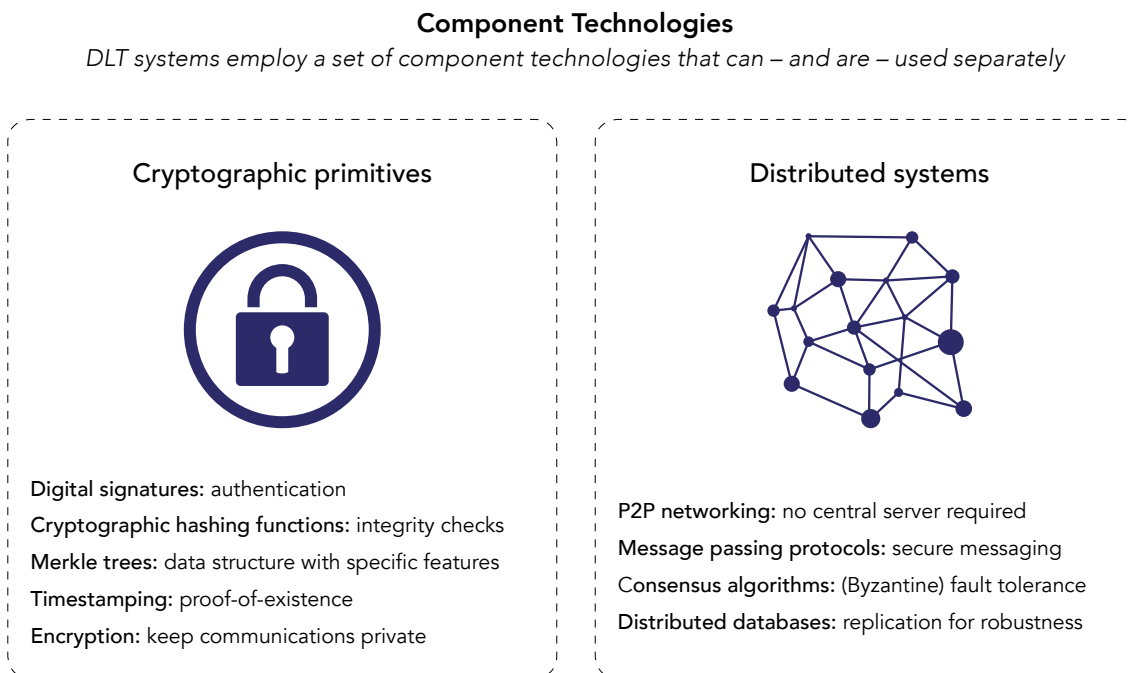 Component Technologies
DLT systems employ a set of component technologies that can – and are – used separately
Cryptographic primitives
Digital signatures: authentication
Cryptographic hashing functions: integrity checks
Merkle trees: data structure with specific features
Timestamping: proof-of-existence
Encryption: keep communications private
Distributed systems
P2P networking: no central server required
Message passing protocols: secure messaging
Consensus algorithms: (Byzantine) fault tolerance
Distributed databases: replication for robustness